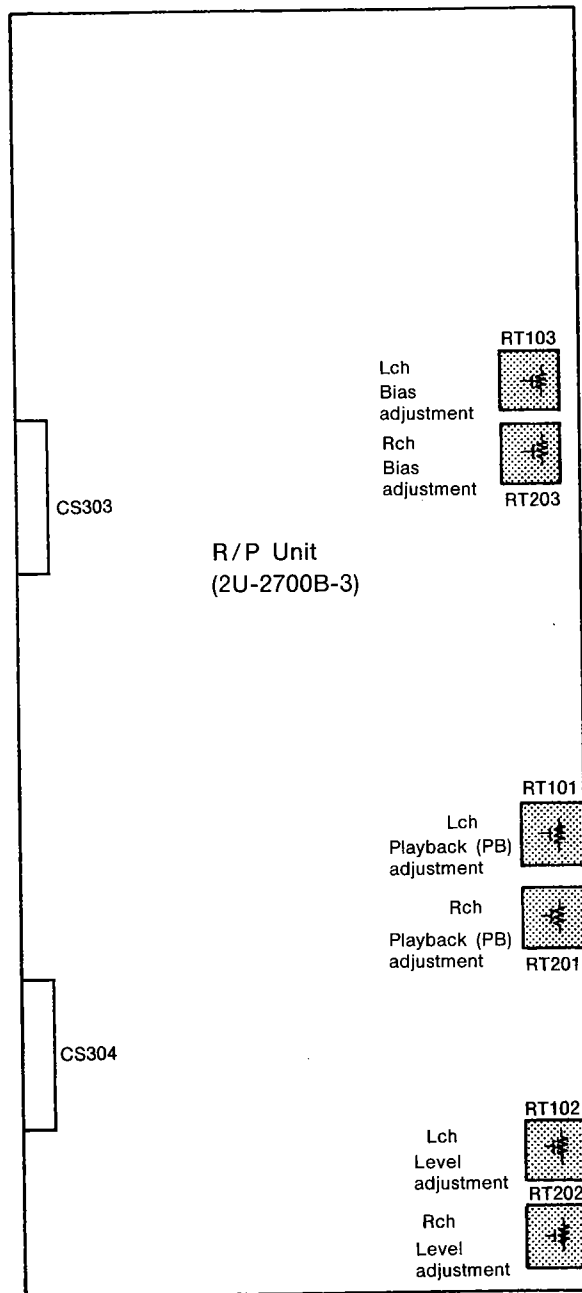 RT103
Lch
Bias
adjustment
Rch
Bias
adjustment
RT203
CS303
R/P Unit
(2U-2700B-3)
RT101
Lch
Playback (PB)
adjustment
Rch
Playback (PB)
adjustment
RT201
CS304
RT102
Lch
Level
adjustment
RT202
Rch
Level
adjustment